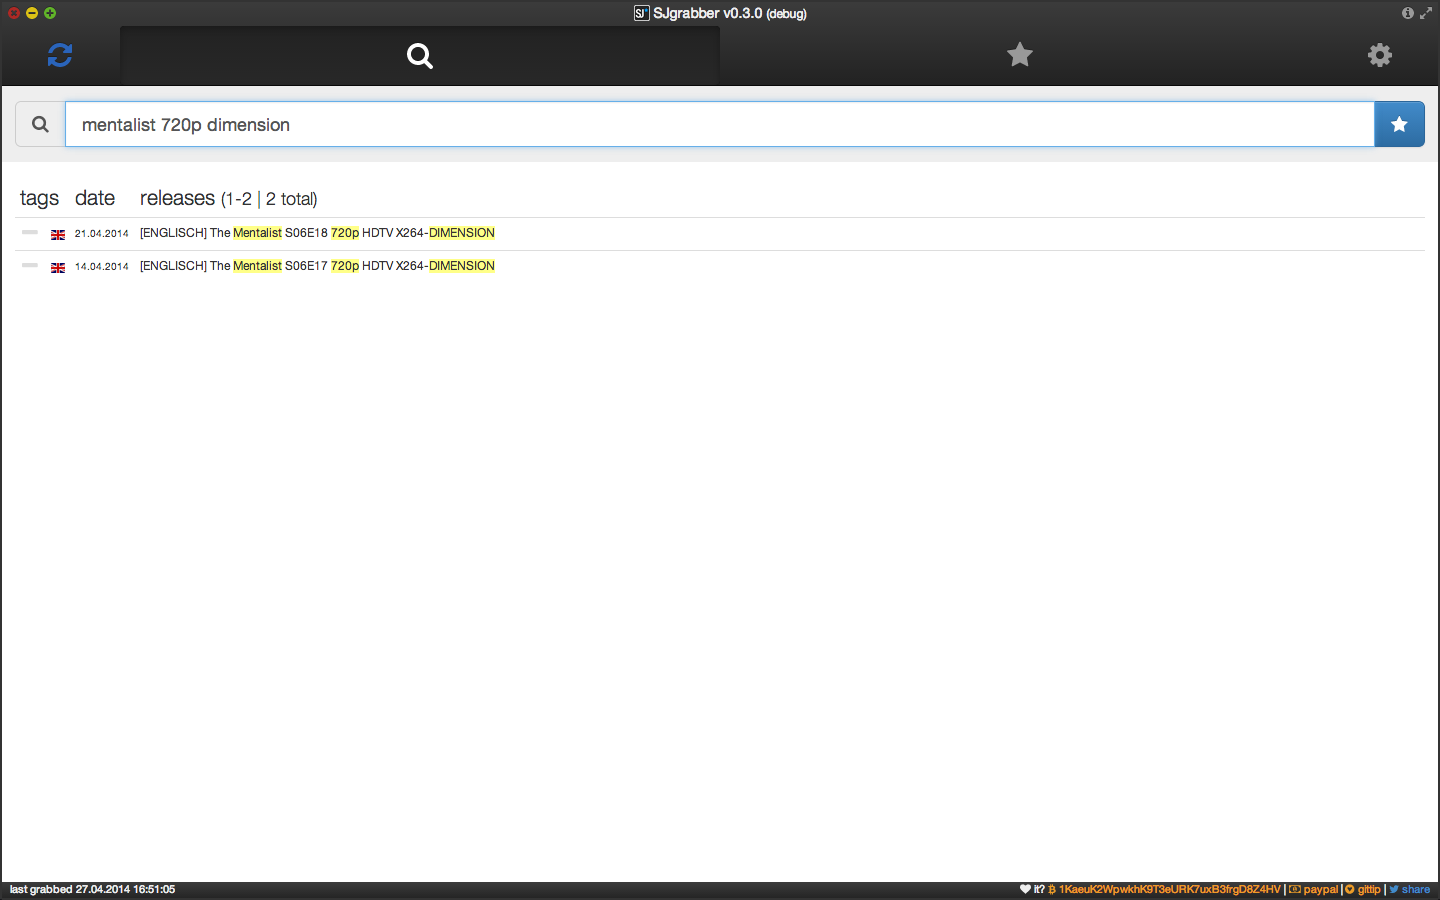 SJ SJgrabber v0.3.0 (debug)
mentalist 720p dimension
tags date releases (1-2 | 2 total)
21.04.2014 [ENGLISCH] The Mentalist S06E18 720p HDTV X264-DIMENSION
14.04.2014 [ENGLISCH] The Mentalist S06E17 720p HDTV X264-DIMENSION
last grabbed 27.04.2014 16:51:05 it? 1KaeuK2WpwkhK9T3eURK7uxB3frgD8Z4HV | paypal | gittip | share